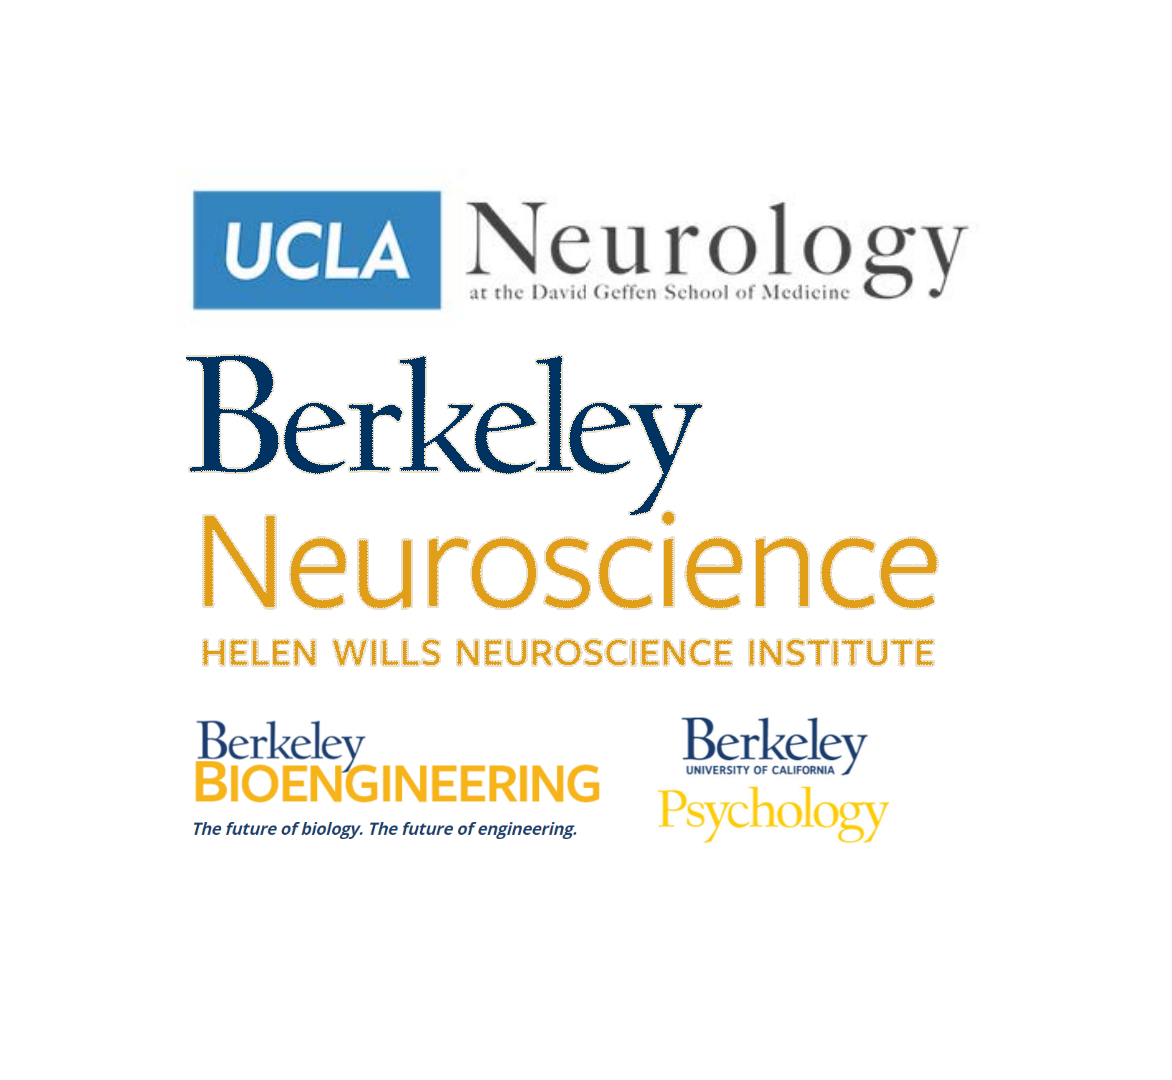 UCLA Neurology
at the David Geffen School of Medicine
Berkeley
Neuroscience
HELEN WILLS NEUROSCIENCE INSTITUTE
Berkeley
BIOENGINEERING
The future of biology. The future of engineering.
Berkeley
UNIVERSITY OF CALIFORNIA
Psychology